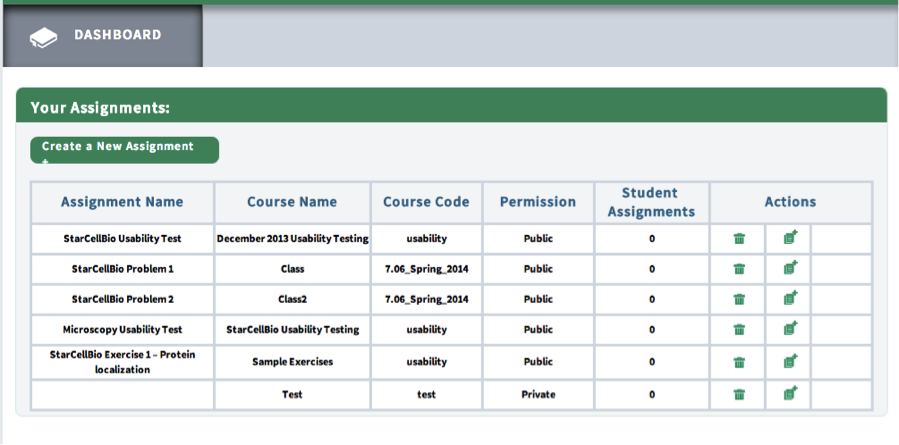 DASHBOARD
Your Assignments:
Create a New Assignment
+
Assignment Name Course Name Course Code Permission Student Assignments Actions
StarCellBio Usability Test December 2013 Usability Testing usability Public 0
StarCellBio Problem 1 Class 7.06_Spring_2014 Public 0
StarCellBio Problem 2 Class2 7.06_Spring_2014 Public 0
Microscopy Usability Test StarCellBio Usability Testing usability Public 0
StarCellBio Exercise 1 – Protein localization Sample Exercises usability Public 0
Test test Private 0